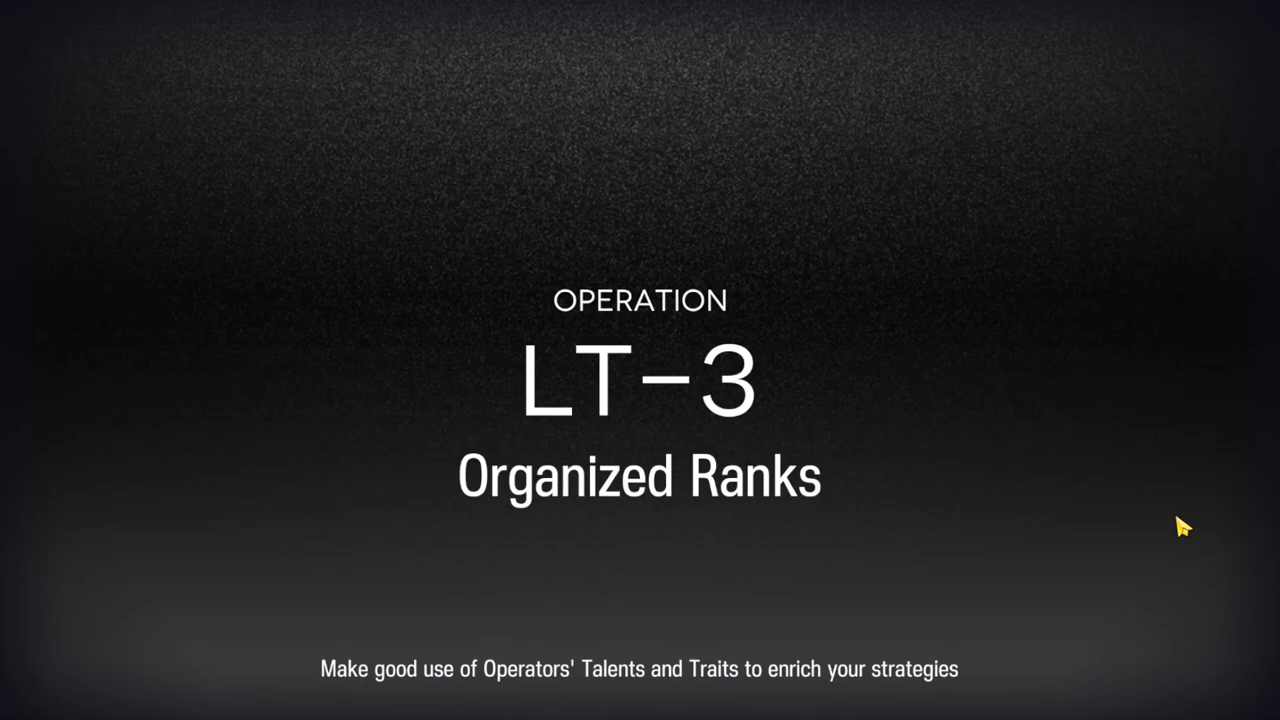 OPERATION
LT-3
Organized Ranks
Make good use of Operators' Talents and Traits to enrich your strategies